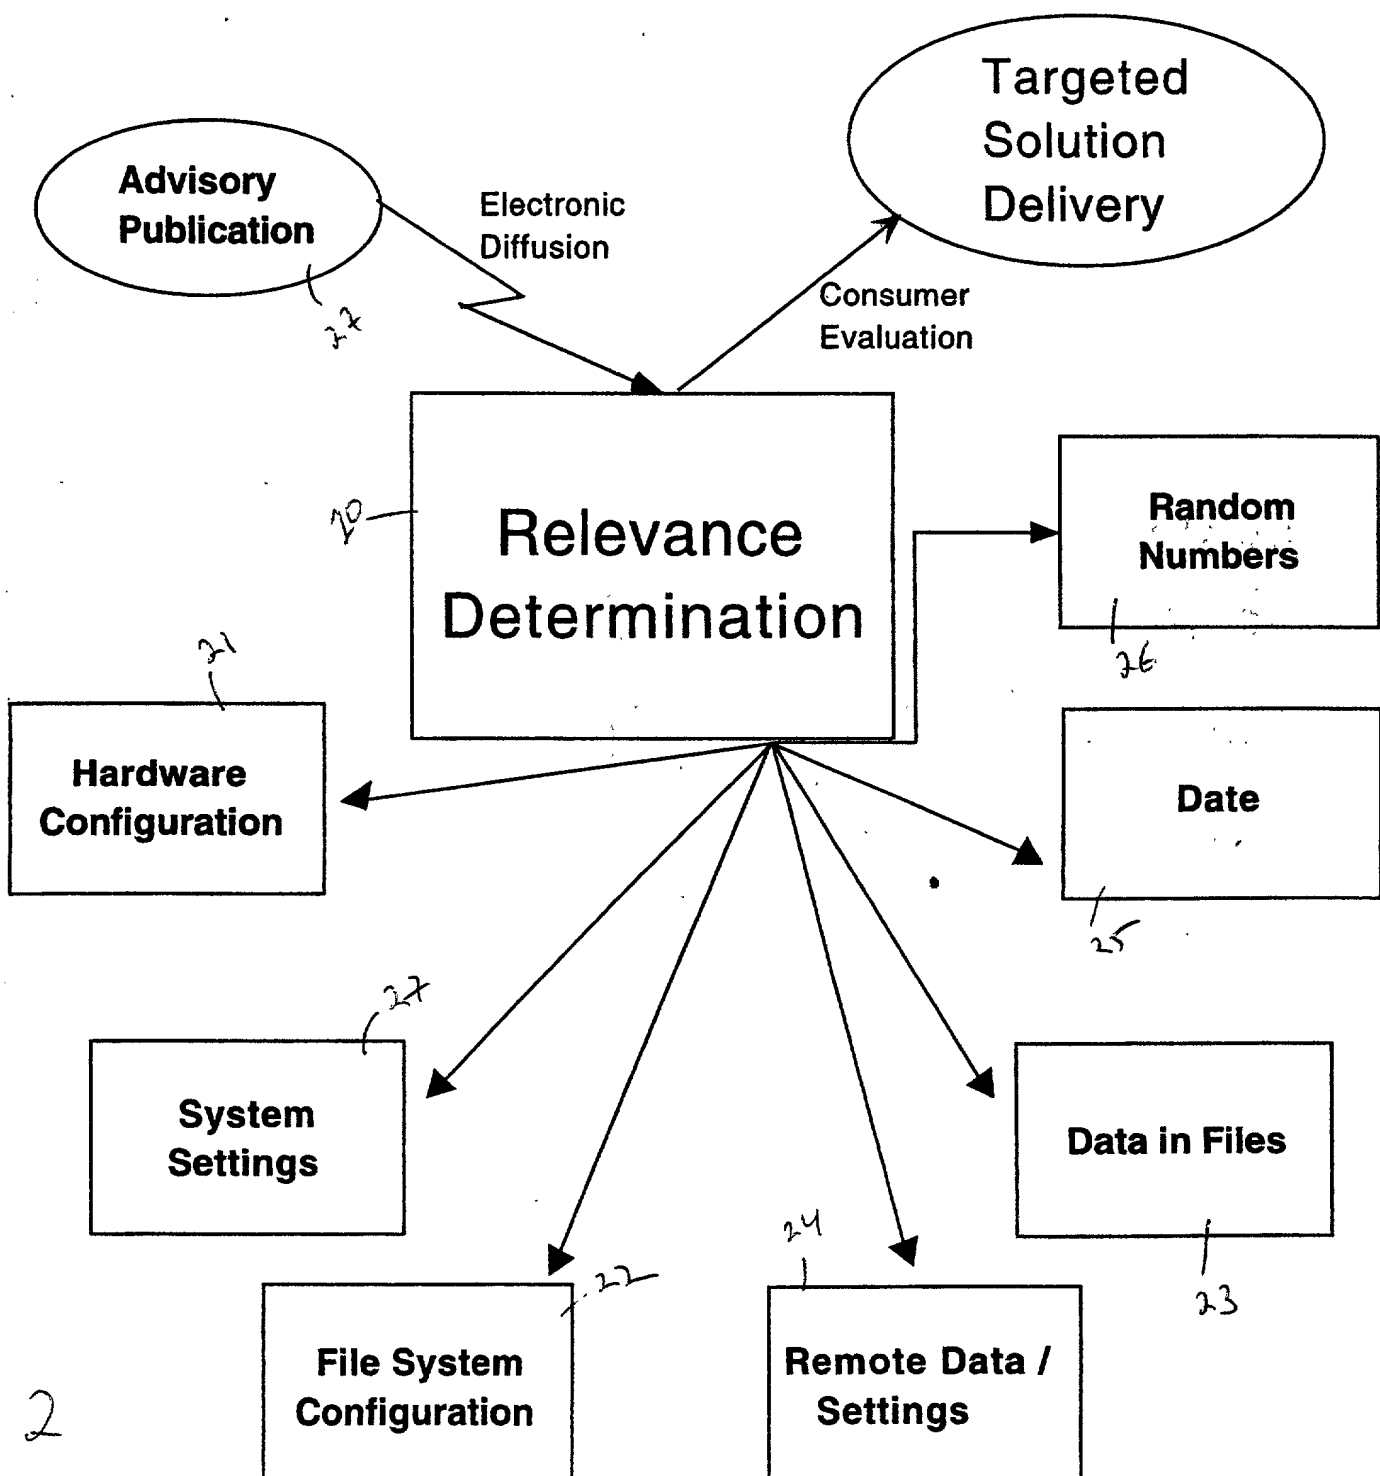 Targeted
Solution
Delivery
Advisory
Publication
27
Electronic
Diffusion
Consumer
Evaluation
Relevance
Determination
20
Random
Numbers
26
21
Hardware
Configuration
Date
25
27
System
Settings
Data in Files
23
22
File System
Configuration
24
Remote Data /
Settings
2